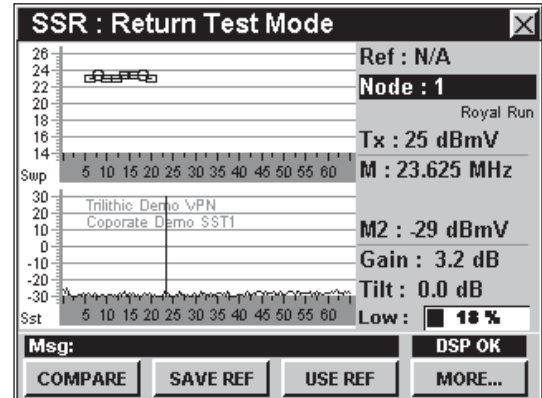 SSR : Return Test Mode
26
24
22
20
18
16
14
Swp 5 10 15 20 25 30 35 40 45 50 55 60
30
20
10
0
-10
-20
-30
Trilithic Demo VPN
Coporate Demo SST1
Sst 5 10 15 20 25 30 35 40 45 50 55 60
Ref : N/A
Node : 1
Royal Run
Tx : 25 dBmV
M : 23.625 MHz
M2 : -29 dBmV
Gain : 3.2 dB
Tilt : 0.0 dB
Low : 18 %
Msg: DSP OK
COMPARE SAVE REF USE REF MORE...